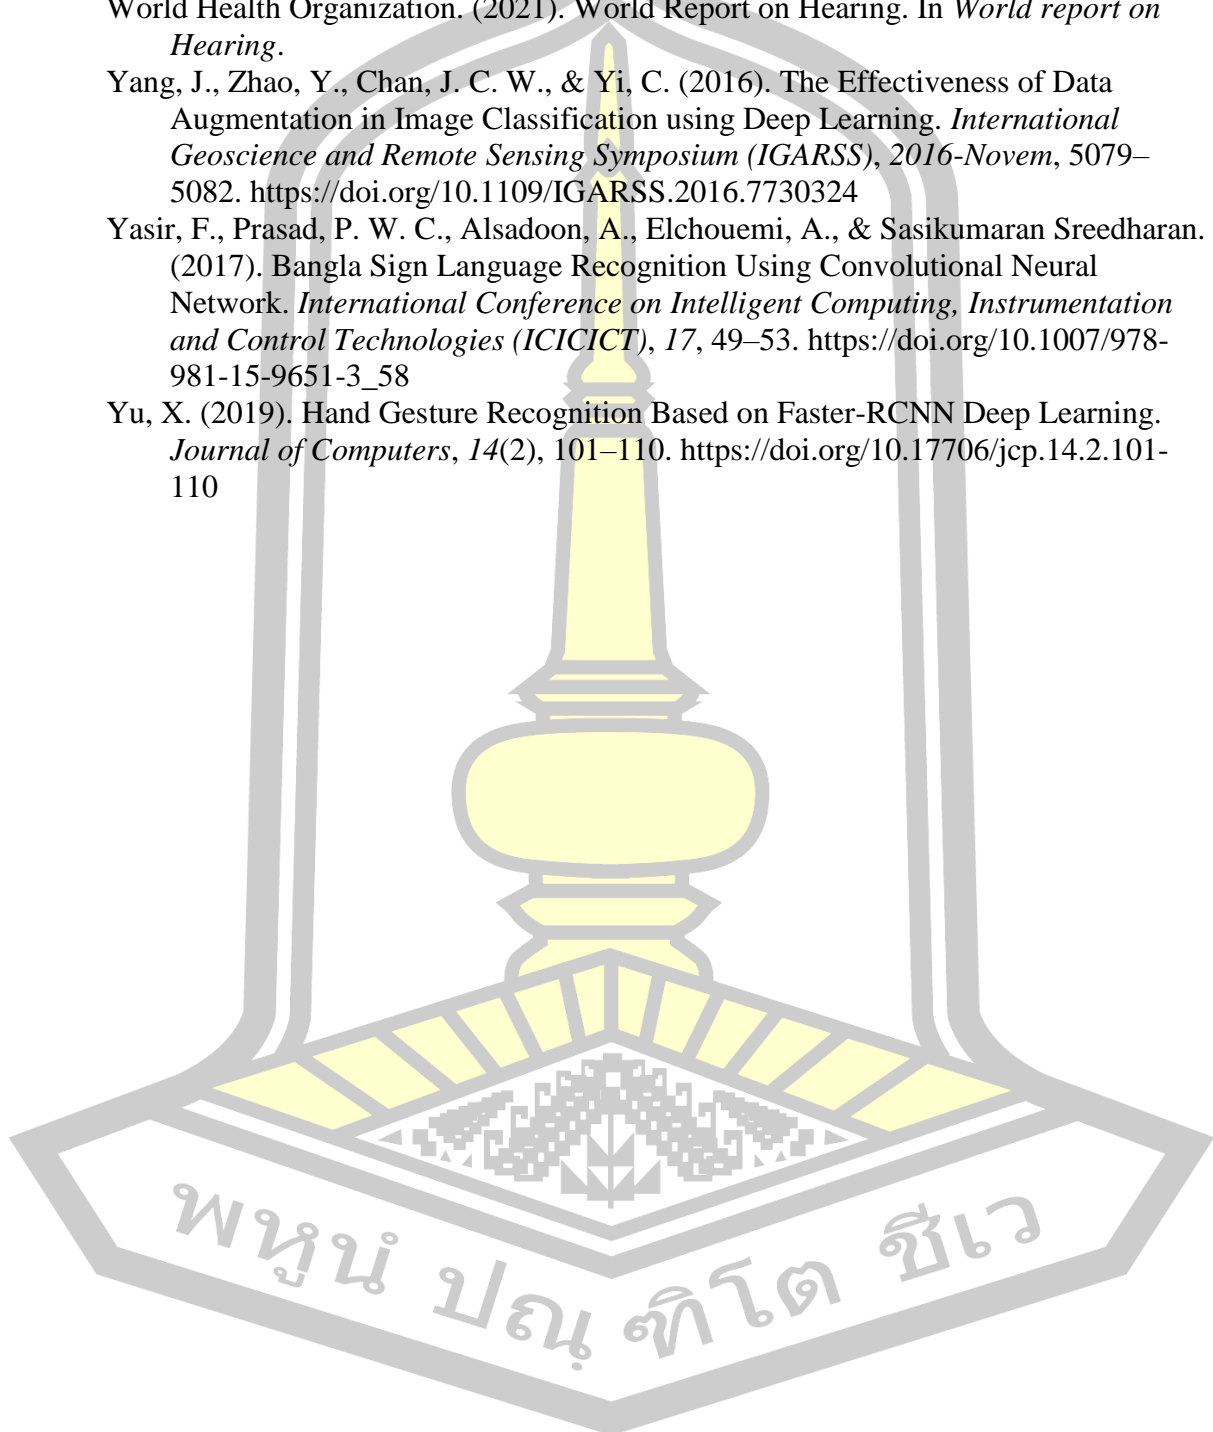 World Health Organization. (2021). World Report on Hearing. In World report on
Hearing.
Yang, J., Zhao, Y., Chan, J. C. W., & Yi, C. (2016). The Effectiveness of Data
Augmentation in Image Classification using Deep Learning. International
Geoscience and Remote Sensing Symposium (IGARSS), 2016-Novem, 5079–
5082. https://doi.org/10.1109/IGARSS.2016.7730324
Yasir, F., Prasad, P. W. C., Alsadoon, A., Elchouemi, A., & Sasikumaran Sreedharan.
(2017). Bangla Sign Language Recognition Using Convolutional Neural
Network. International Conference on Intelligent Computing, Instrumentation
and Control Technologies (ICICICT), 17, 49–53. https://doi.org/10.1007/978-
981-15-9651-3_58
Yu, X. (2019). Hand Gesture Recognition Based on Faster-RCNN Deep Learning.
Journal of Computers, 14(2), 101–110. https://doi.org/10.17706/jcp.14.2.101-
110
พหูนํ ปณฺฑิโต ชีเว